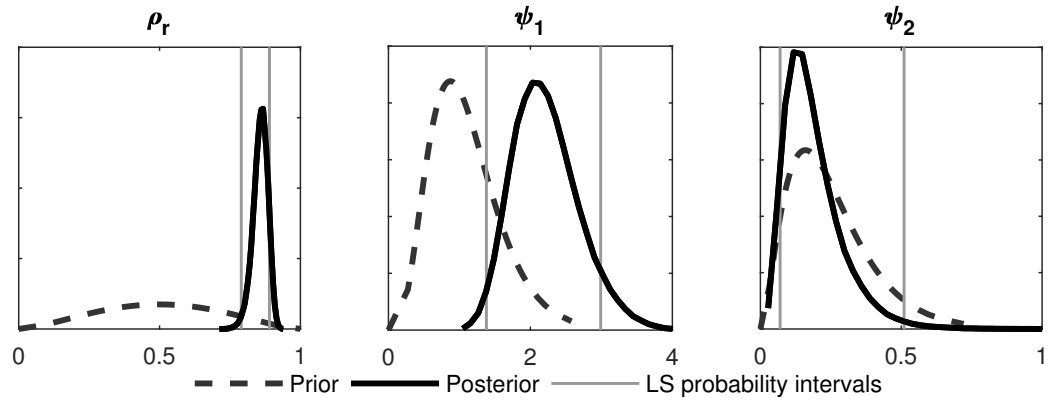 ρr ψ1 ψ2
0 0.5 1 0 2 4 0 0.5 1
Prior Posterior LS probability intervals